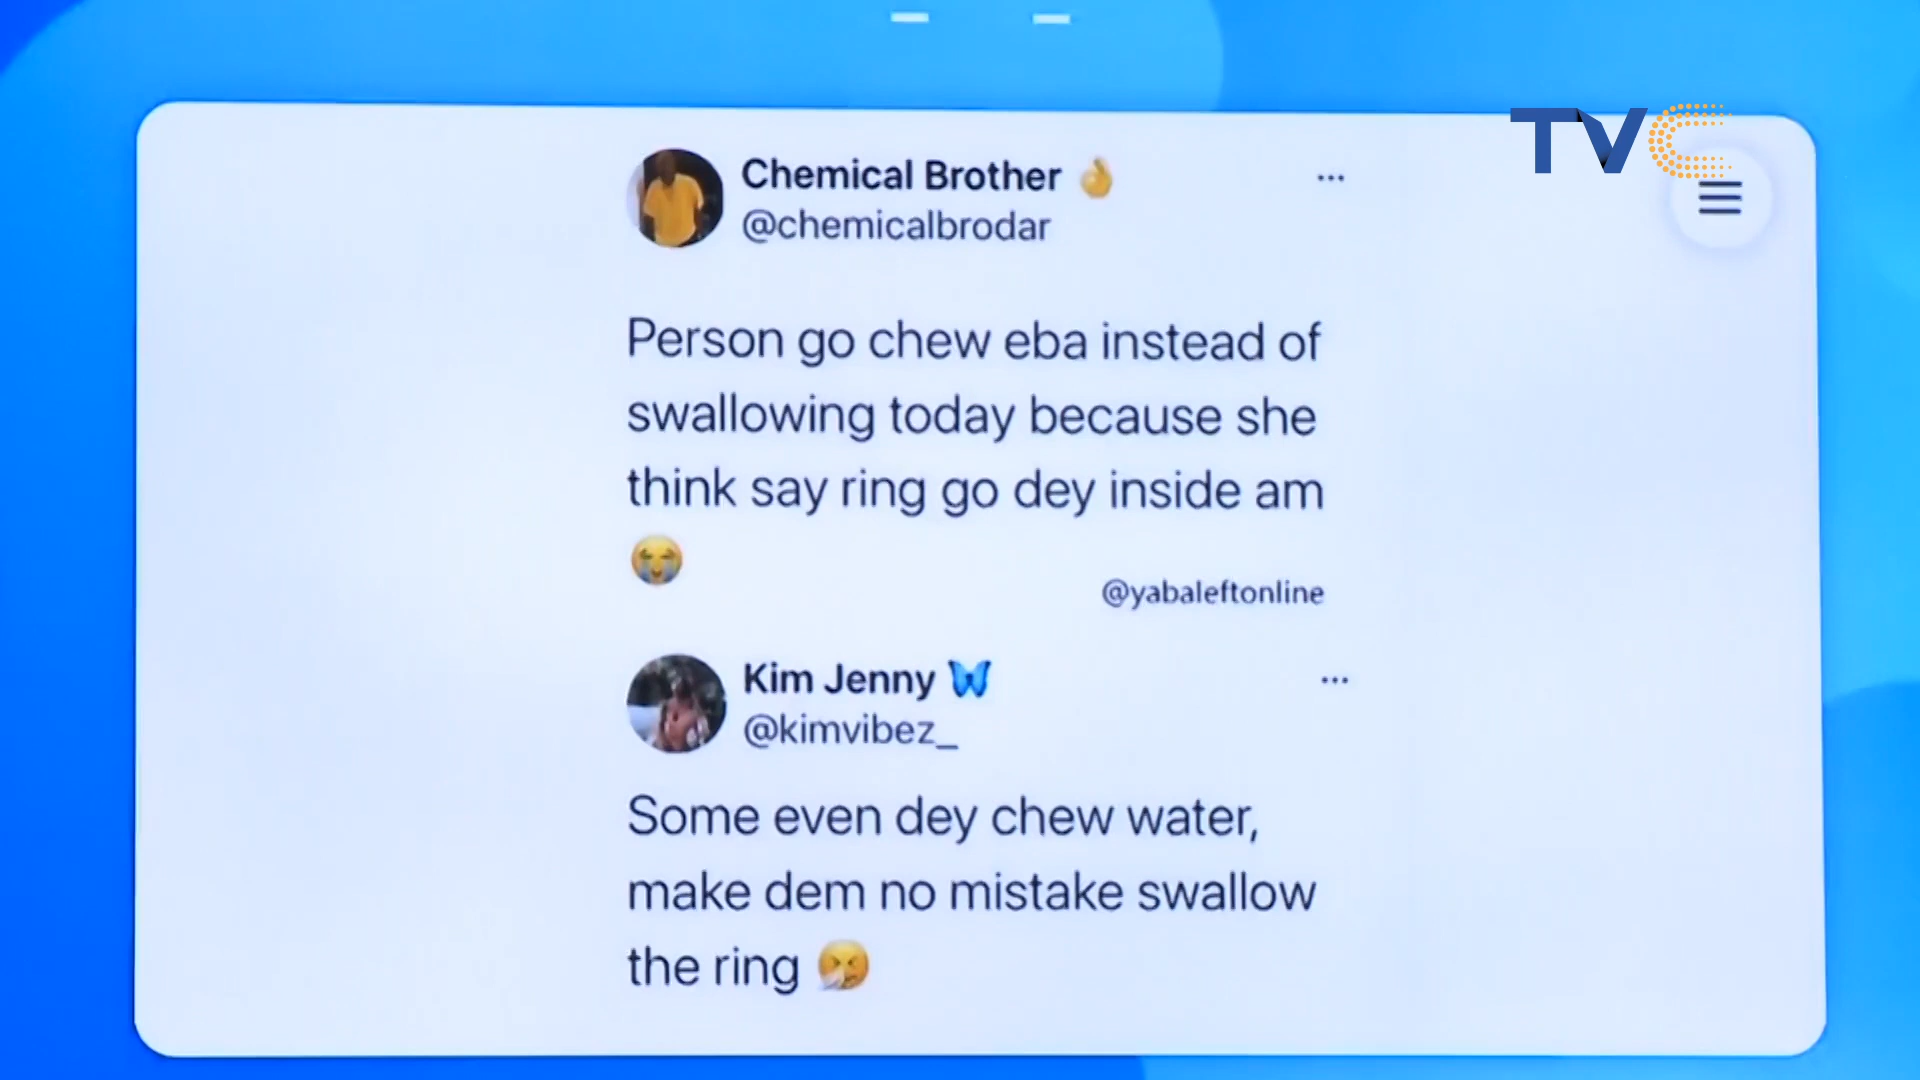 TVC
Chemical Brother 👌
@chemicalbrodar
Person go chew eba instead of
swallowing today because she
think say ring go dey inside am
😭
@yabaleftonline
Kim Jenny 🦋
@kimvibez_
Some even dey chew water,
make dem no mistake swallow
the ring 🤧